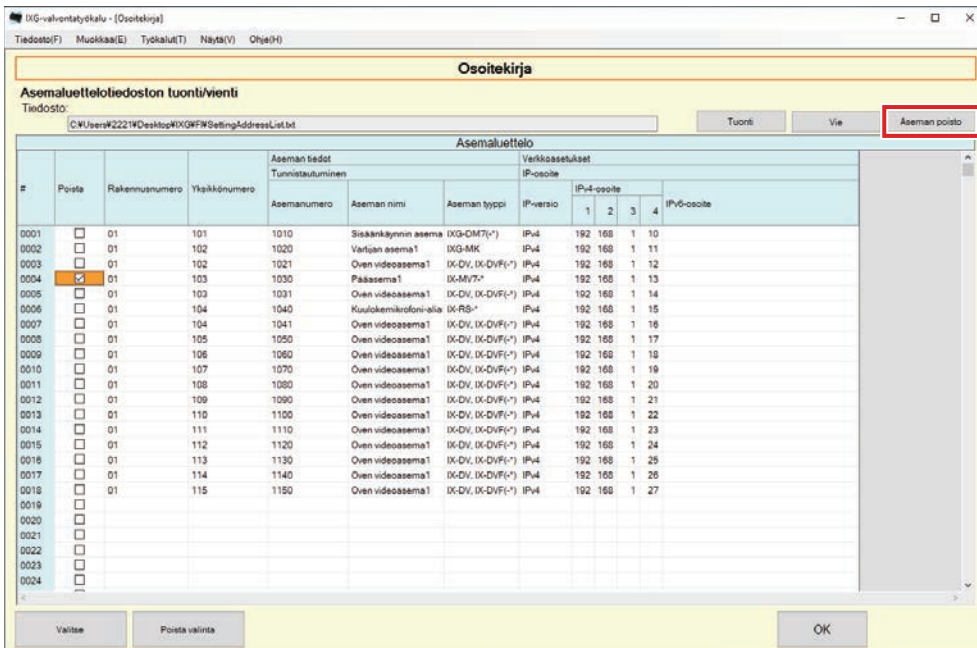 IXG-valvontatyökalu - [Osoitekirja]
Tiedosto(F) Muokkaa(E) Työkalut(T) Näytä(V) Ohje(H)
Osoitekirja
Asemaluettelotiedoston tuonti/vienti
Tiedosto:
C:¥Users¥2221¥Desktop¥IXG¥FI¥SettingAddressList.txt
Tuonti Vie Aseman poisto
Asemaluettelo
Aseman tiedot Verkkoasetukset
Tunnistautuminen IP-osoite
# Poista Rakennusnumero Yksikkönumero Asemanumero Aseman nimi Aseman tyyppi IP-versio IPv4-osoite IPv6-osoite
1 2 3 4
0001 01 101 1010 Sisäänkäynnin asema IXG-DM7(-*) IPv4 192 168 1 10
0002 01 102 1020 Vartijan asema1 IXG-MK IPv4 192 168 1 11
0003 01 102 1021 Oven videoasema1 IX-DV, IX-DVF(-*) IPv4 192 168 1 12
0004 01 103 1030 Pääasema1 IX-MV7-* IPv4 192 168 1 13
0005 01 103 1031 Oven videoasema1 IX-DV, IX-DVF(-*) IPv4 192 168 1 14
0006 01 104 1040 Kuulokemikrofoni-alia IX-RS-* IPv4 192 168 1 15
0007 01 104 1041 Oven videoasema1 IX-DV, IX-DVF(-*) IPv4 192 168 1 16
0008 01 105 1050 Oven videoasema1 IX-DV, IX-DVF(-*) IPv4 192 168 1 17
0009 01 106 1060 Oven videoasema1 IX-DV, IX-DVF(-*) IPv4 192 168 1 18
0010 01 107 1070 Oven videoasema1 IX-DV, IX-DVF(-*) IPv4 192 168 1 19
0011 01 108 1080 Oven videoasema1 IX-DV, IX-DVF(-*) IPv4 192 168 1 20
0012 01 109 1090 Oven videoasema1 IX-DV, IX-DVF(-*) IPv4 192 168 1 21
0013 01 110 1100 Oven videoasema1 IX-DV, IX-DVF(-*) IPv4 192 168 1 22
0014 01 111 1110 Oven videoasema1 IX-DV, IX-DVF(-*) IPv4 192 168 1 23
0015 01 112 1120 Oven videoasema1 IX-DV, IX-DVF(-*) IPv4 192 168 1 24
0016 01 113 1130 Oven videoasema1 IX-DV, IX-DVF(-*) IPv4 192 168 1 25
0017 01 114 1140 Oven videoasema1 IX-DV, IX-DVF(-*) IPv4 192 168 1 26
0018 01 115 1150 Oven videoasema1 IX-DV, IX-DVF(-*) IPv4 192 168 1 27
0019
0020
0021
0022
0023
0024
Valitse Poista valinta OK